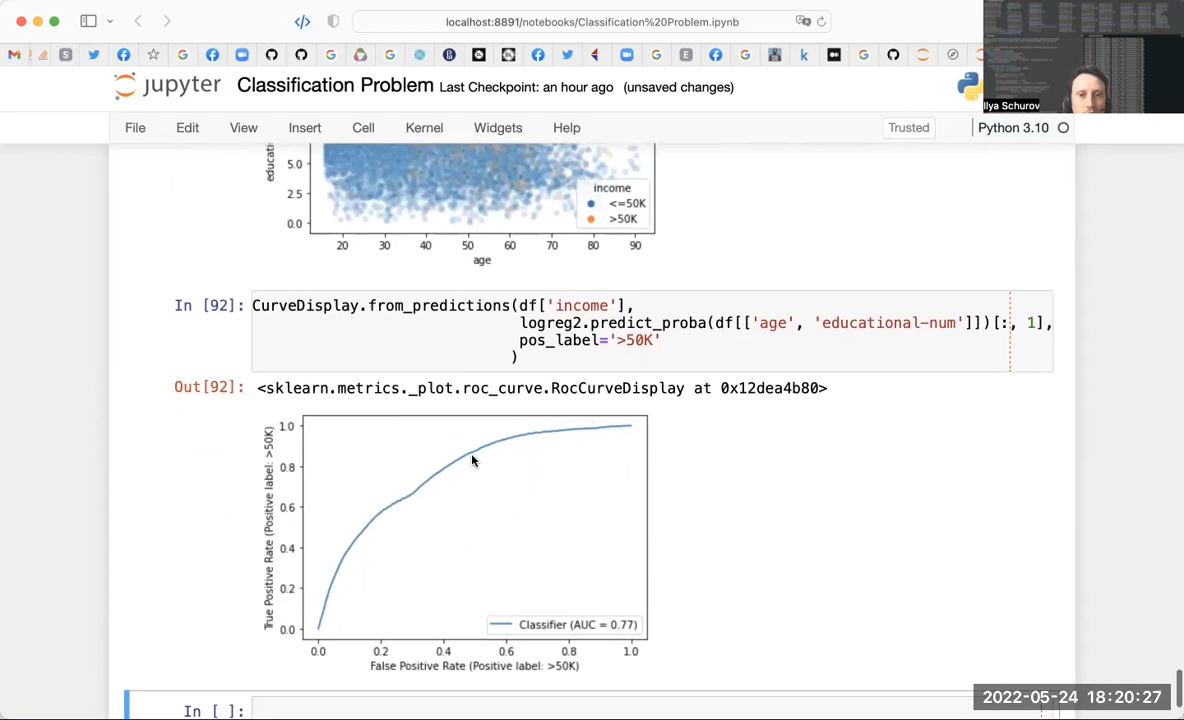 localhost:8891/notebooks/Classification%20Problem.ipynb
jupyter
Classification Problem Last Checkpoint: an hour ago (unsaved changes)
Ilya Schurov
File Edit View Insert Cell Kernel Widgets Help
Trusted
Python 3.10
educati
5.0
2.5
0.0
income
<=50K
>50K
20 30 40 50 60 70 80 90
age
In [92]:
CurveDisplay.from_predictions(df['income'],
logreg2.predict_proba(df[['age', 'educational-num']])[:, 1],
pos_label='>50K'
)
Out[92]:
<sklearn.metrics._plot.roc_curve.RocCurveDisplay at 0x12dea4b80>
True Positive Rate (Positive label: >50K)
1.0
0.8
0.6
0.4
0.2
0.0
Classifier (AUC = 0.77)
0.0 0.2 0.4 0.6 0.8 1.0
False Positive Rate (Positive label: >50K)
In [ ]:
2022-05-24 18:20:27